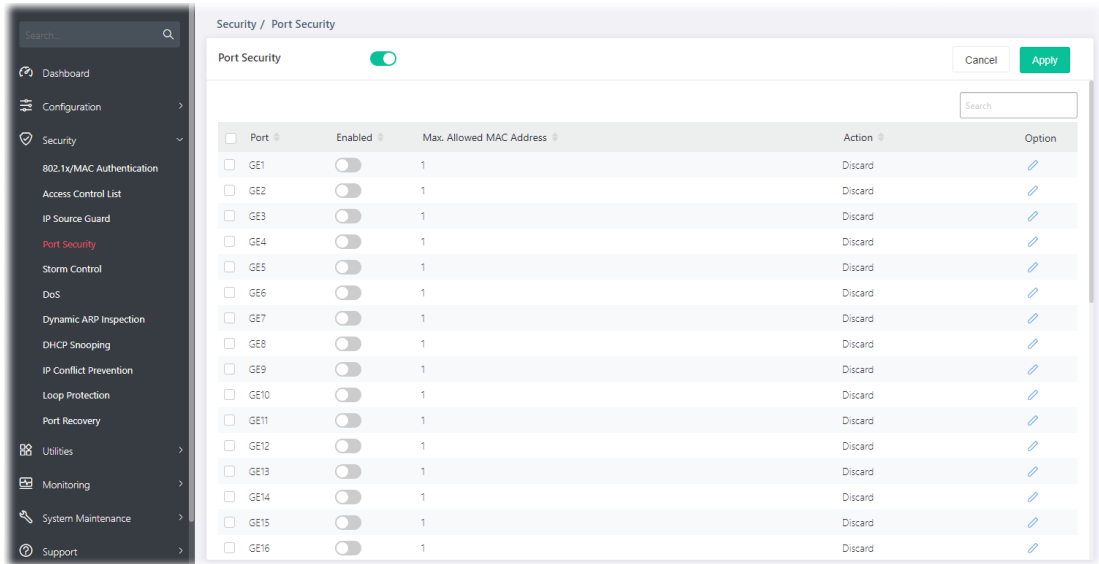 Search...
Dashboard
Configuration
Security
802.1x/MAC Authentication
Access Control List
IP Source Guard
Port Security
Storm Control
DoS
Dynamic ARP Inspection
DHCP Snooping
IP Conflict Prevention
Loop Protection
Port Recovery
Utilities
Monitoring
System Maintenance
Support
Security / Port Security
Port Security
Cancel Apply
Search
Port Enabled Max. Allowed MAC Address Action Option
GE1 1 Discard
GE2 1 Discard
GE3 1 Discard
GE4 1 Discard
GE5 1 Discard
GE6 1 Discard
GE7 1 Discard
GE8 1 Discard
GE9 1 Discard
GE10 1 Discard
GE11 1 Discard
GE12 1 Discard
GE13 1 Discard
GE14 1 Discard
GE15 1 Discard
GE16 1 Discard